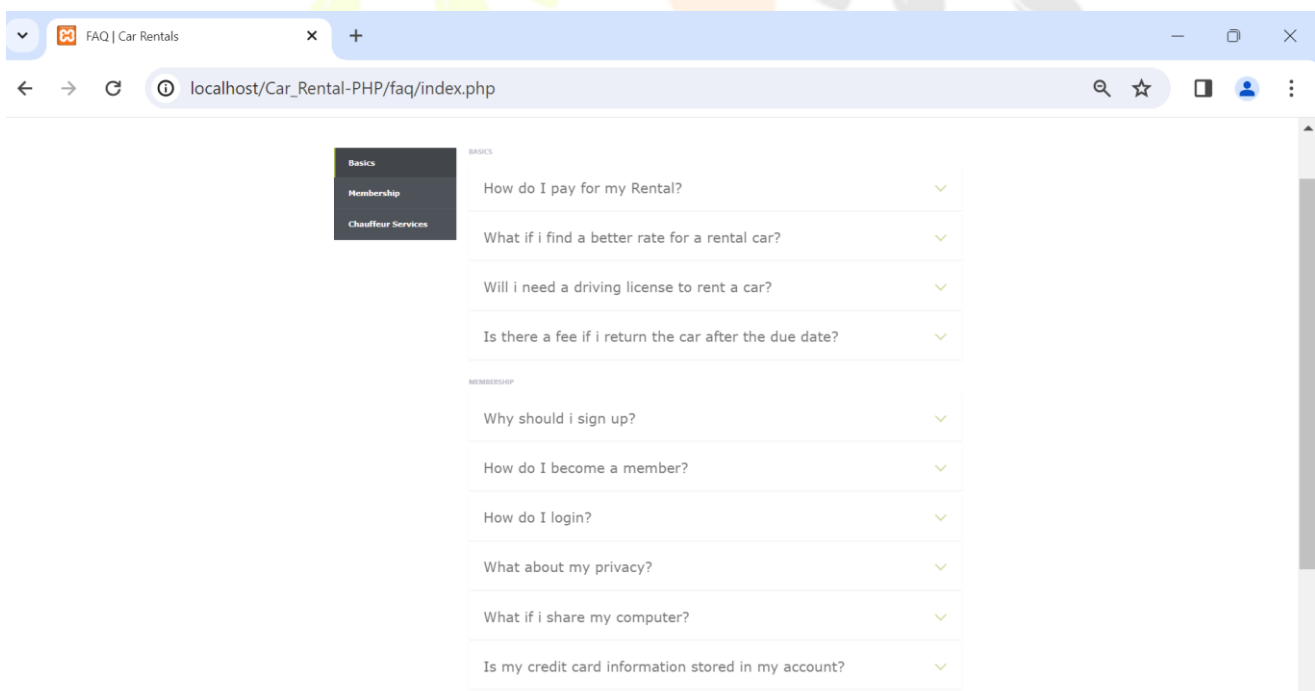 FAQ | Car Rentals
localhost/Car_Rental-PHP/faq/index.php
Basics
Membership
Chauffeur Services
BASICS
How do I pay for my Rental?
What if i find a better rate for a rental car?
Will i need a driving license to rent a car?
Is there a fee if i return the car after the due date?
MEMBERSHIP
Why should i sign up?
How do I become a member?
How do I login?
What about my privacy?
What if i share my computer?
Is my credit card information stored in my account?